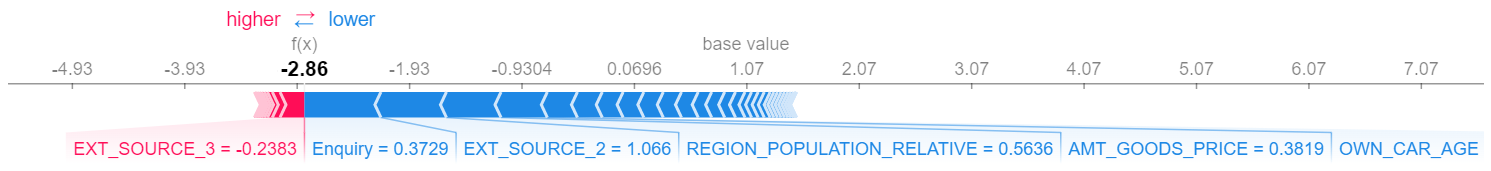 higher ⇄ lower
f(x) base value
-4.93 -3.93 -2.86 -1.93 -0.9304 0.0696 1.07 2.07 3.07 4.07 5.07 6.07 7.07
EXT_SOURCE_3 = -0.2383 Enquiry = 0.3729 EXT_SOURCE_2 = 1.066 REGION_POPULATION_RELATIVE = 0.5636 AMT_GOODS_PRICE = 0.3819 OWN_CAR_AGE